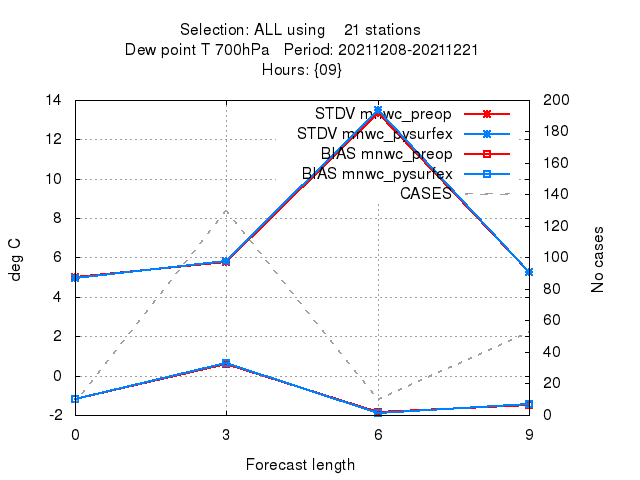 Selection: ALL using 21 stations
Dew point T 700hPa Period: 20211208-20211221
Hours: {09}
STDV mnwc_preop
STDV mnwc_pysurfex
BIAS mnwc_preop
BIAS mnwc_pysurfex
CASES
14
12
10
8
6
4
2
0
-2
deg C
200
180
160
140
120
100
80
60
40
20
0
No cases
0 3 6 9
Forecast length